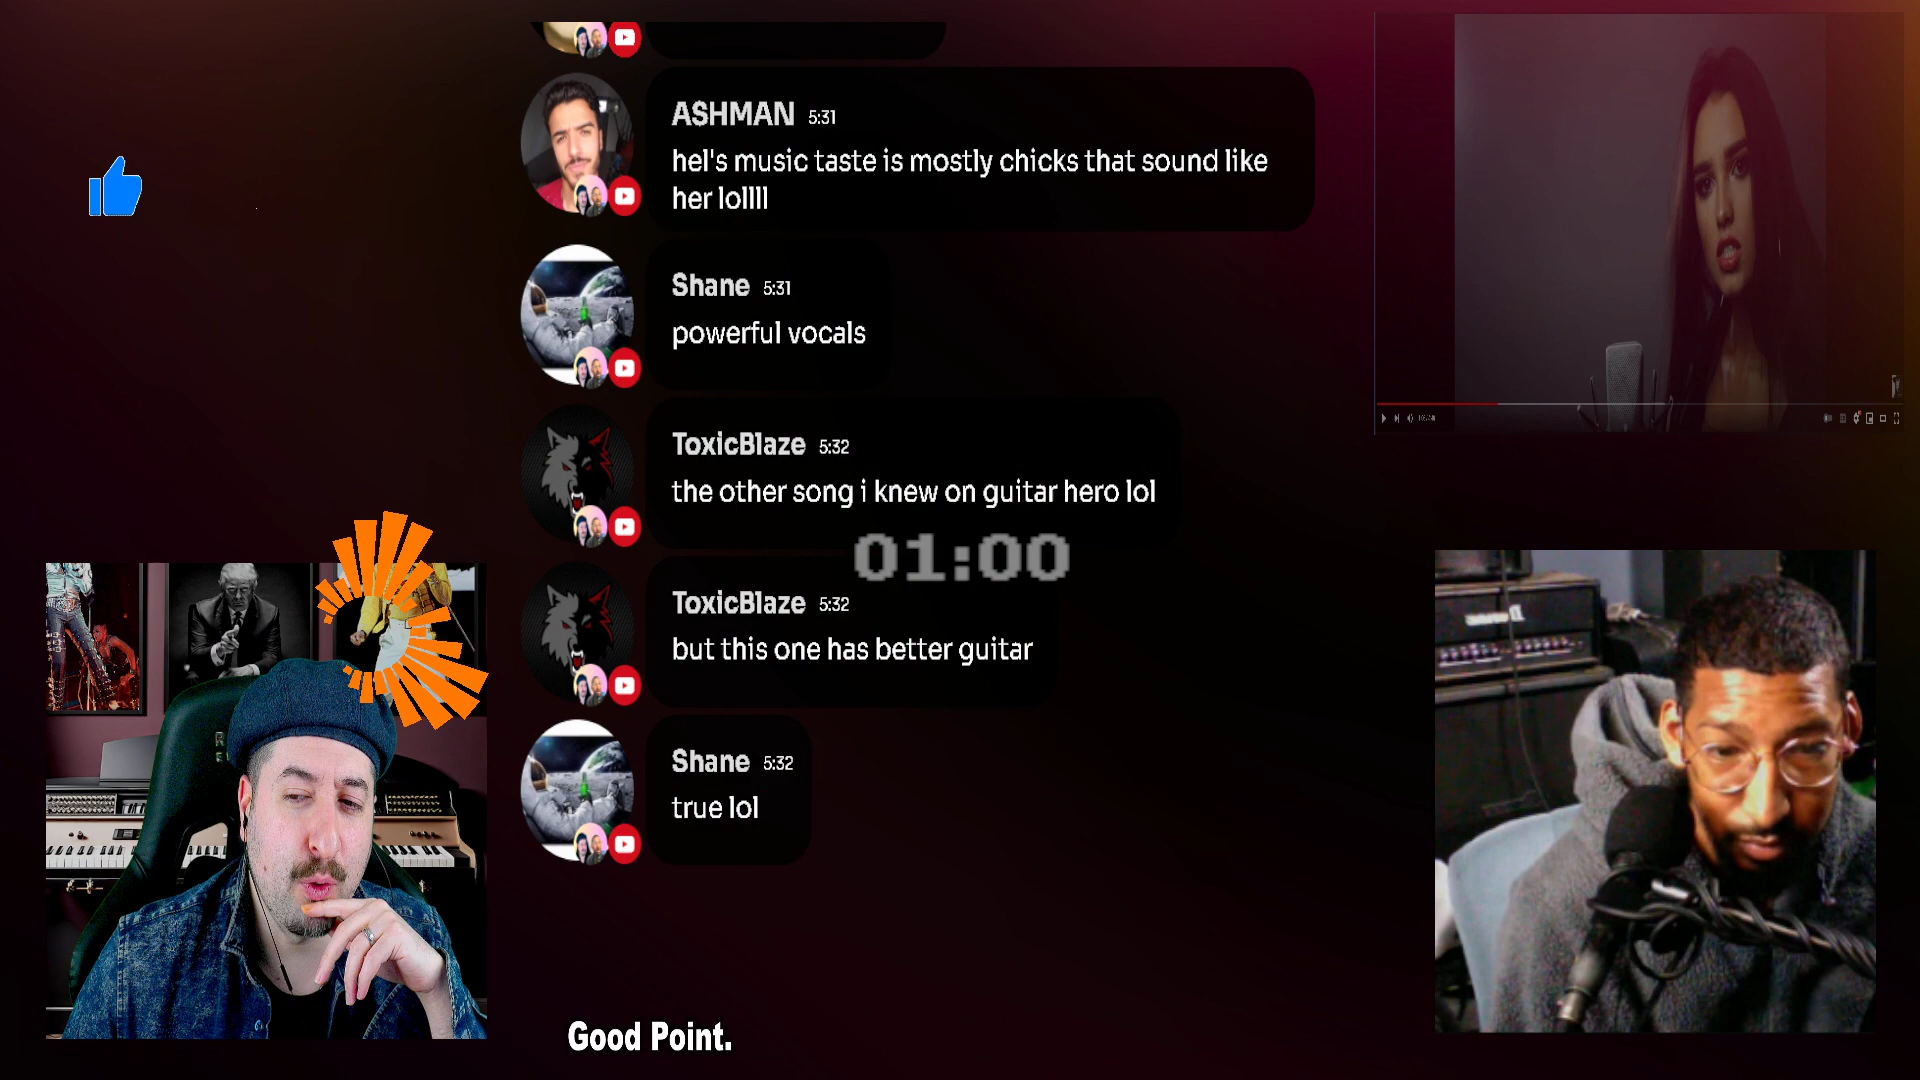 ASHMAN 5:31
hel's music taste is mostly chicks that sound like
her lollll
Shane 5:31
powerful vocals
ToxicBlaze 5:32
the other song i knew on guitar hero lol
01:00
ToxicBlaze 5:32
but this one has better guitar
Shane 5:32
true lol
Good Point.